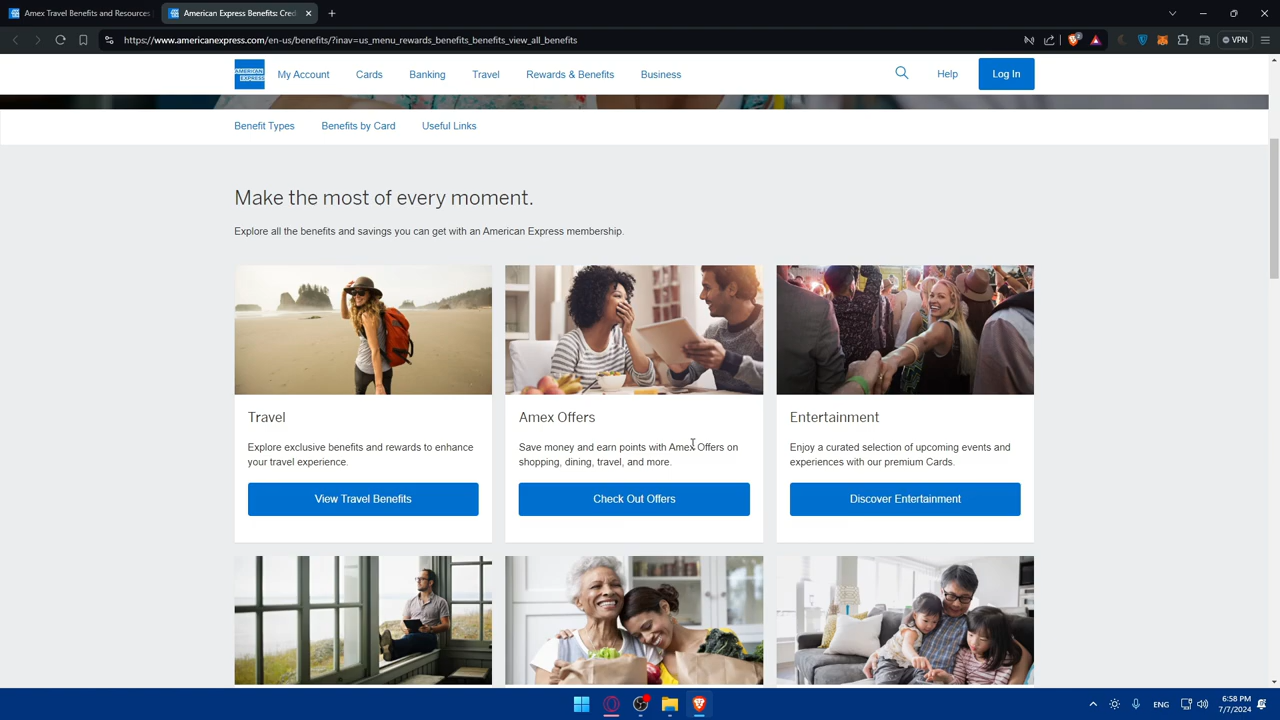 Amex Travel Benefits and Resources
American Express Benefits: Cred
https://www.americanexpress.com/en-us/benefits/?inav=us_menu_rewards_benefits_benefits_view_all_benefits
VPN
AMERICAN EXPRESS
My Account
Cards
Banking
Travel
Rewards & Benefits
Business
Help
Log In
Benefit Types
Benefits by Card
Useful Links
Make the most of every moment.
Explore all the benefits and savings you can get with an American Express membership.
Travel
Explore exclusive benefits and rewards to enhance
your travel experience.
View Travel Benefits
Amex Offers
Save money and earn points with Amex Offers on
shopping, dining, travel, and more.
Check Out Offers
Entertainment
Enjoy a curated selection of upcoming events and
experiences with our premium Cards.
Discover Entertainment
ENG
6:58 PM
7/7/2024